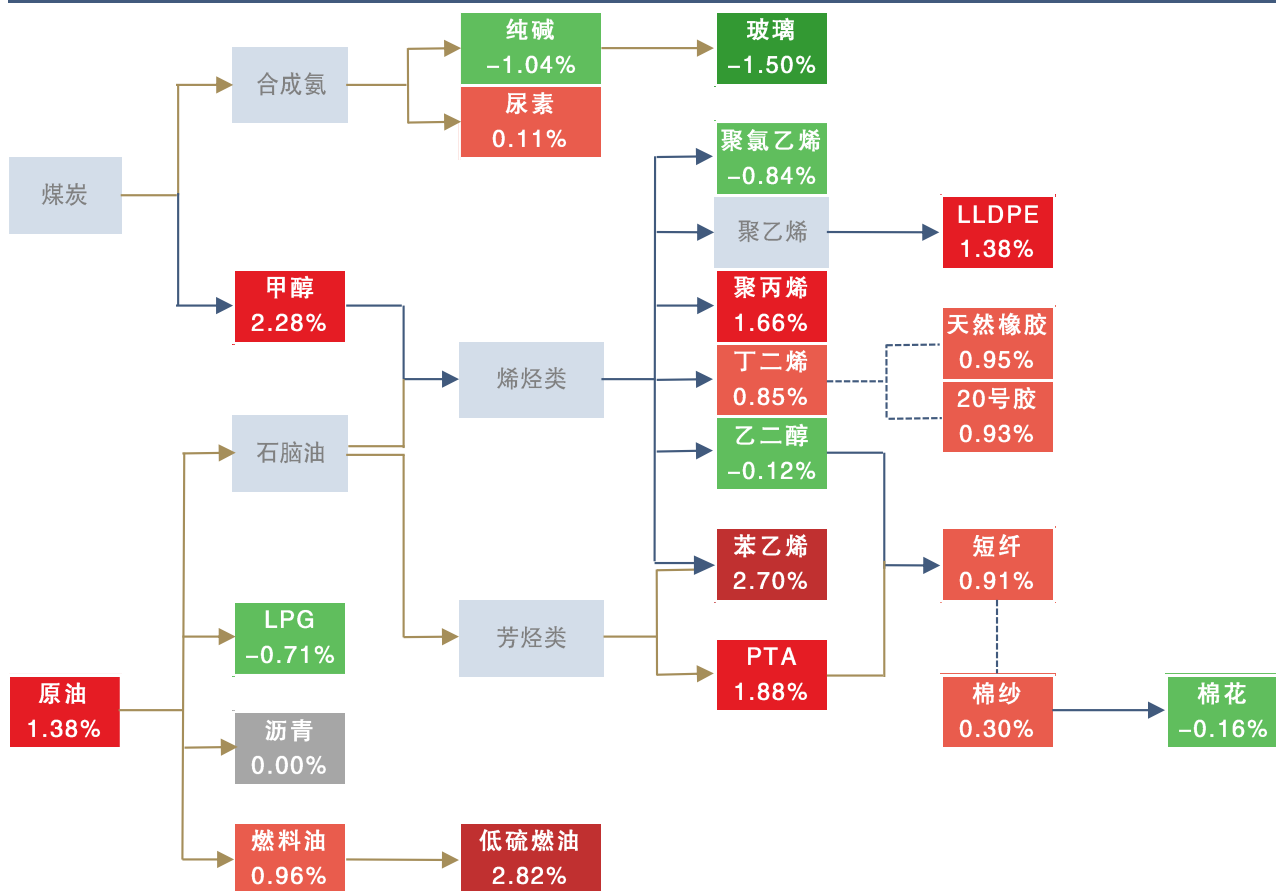 纯碱
-1.04%
玻璃
-1.50%
合成氨
尿素
0.11%
聚氯乙烯
-0.84%
煤炭
聚乙烯
LLDPE
1.38%
甲醇
2.28%
聚丙烯
1.66%
天然橡胶
0.95%
烯烃类
丁二烯
0.85%
20号胶
0.93%
石脑油
乙二醇
-0.12%
苯乙烯
2.70%
短纤
0.91%
LPG
-0.71%
芳烃类
PTA
1.88%
原油
1.38%
棉纱
0.30%
棉花
-0.16%
沥青
0.00%
燃料油
0.96%
低硫燃油
2.82%